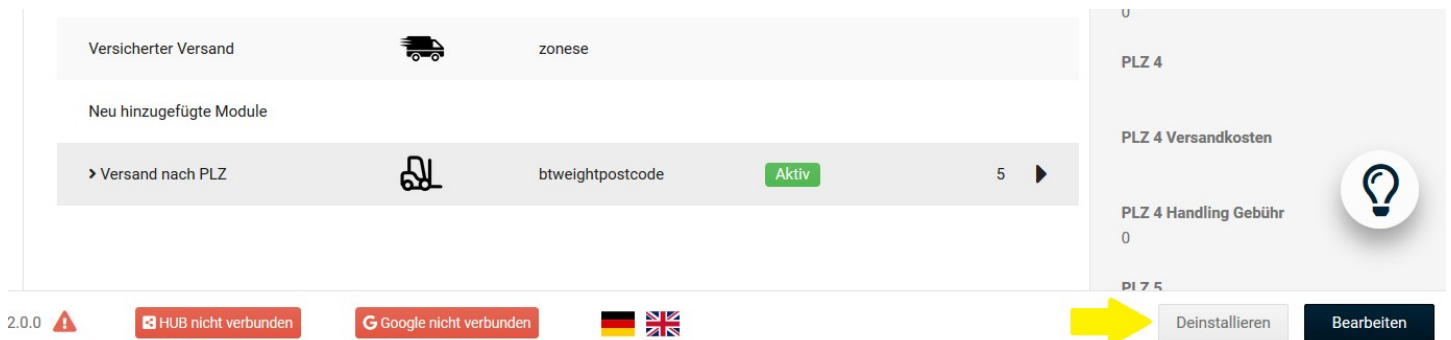 0
Versicherter Versand zonese
PLZ 4
Neu hinzugefügte Module
PLZ 4 Versandkosten
Versand nach PLZ btweightpostcode Aktiv 5
PLZ 4 Handling Gebühr
0
PLZ 5
2.0.0 HUB nicht verbunden Google nicht verbunden Deinstallieren Bearbeiten